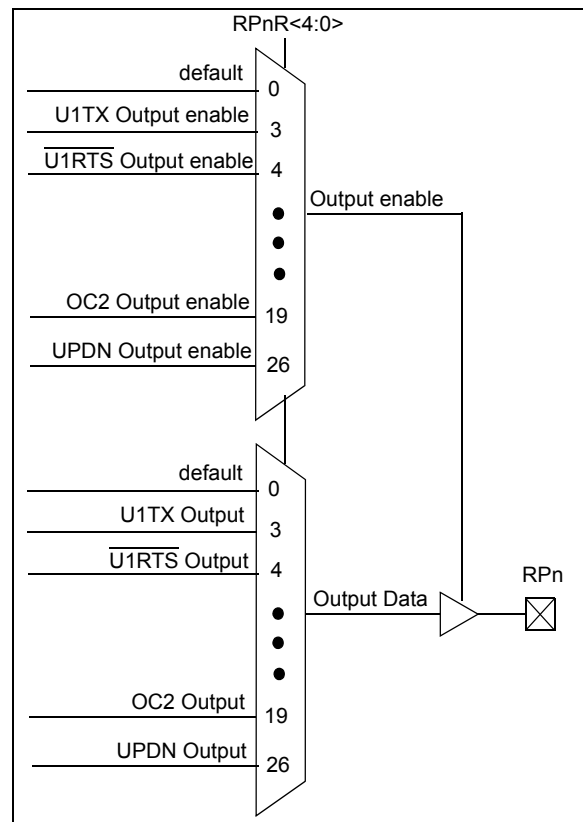 RPnR<4:0>
default
0
U1TX Output enable
3
U1RTS Output enable
4
Output enable
OC2 Output enable
19
UPDN Output enable
26
default
0
U1TX Output
3
U1RTS Output
4
Output Data
RPn
OC2 Output
19
UPDN Output
26